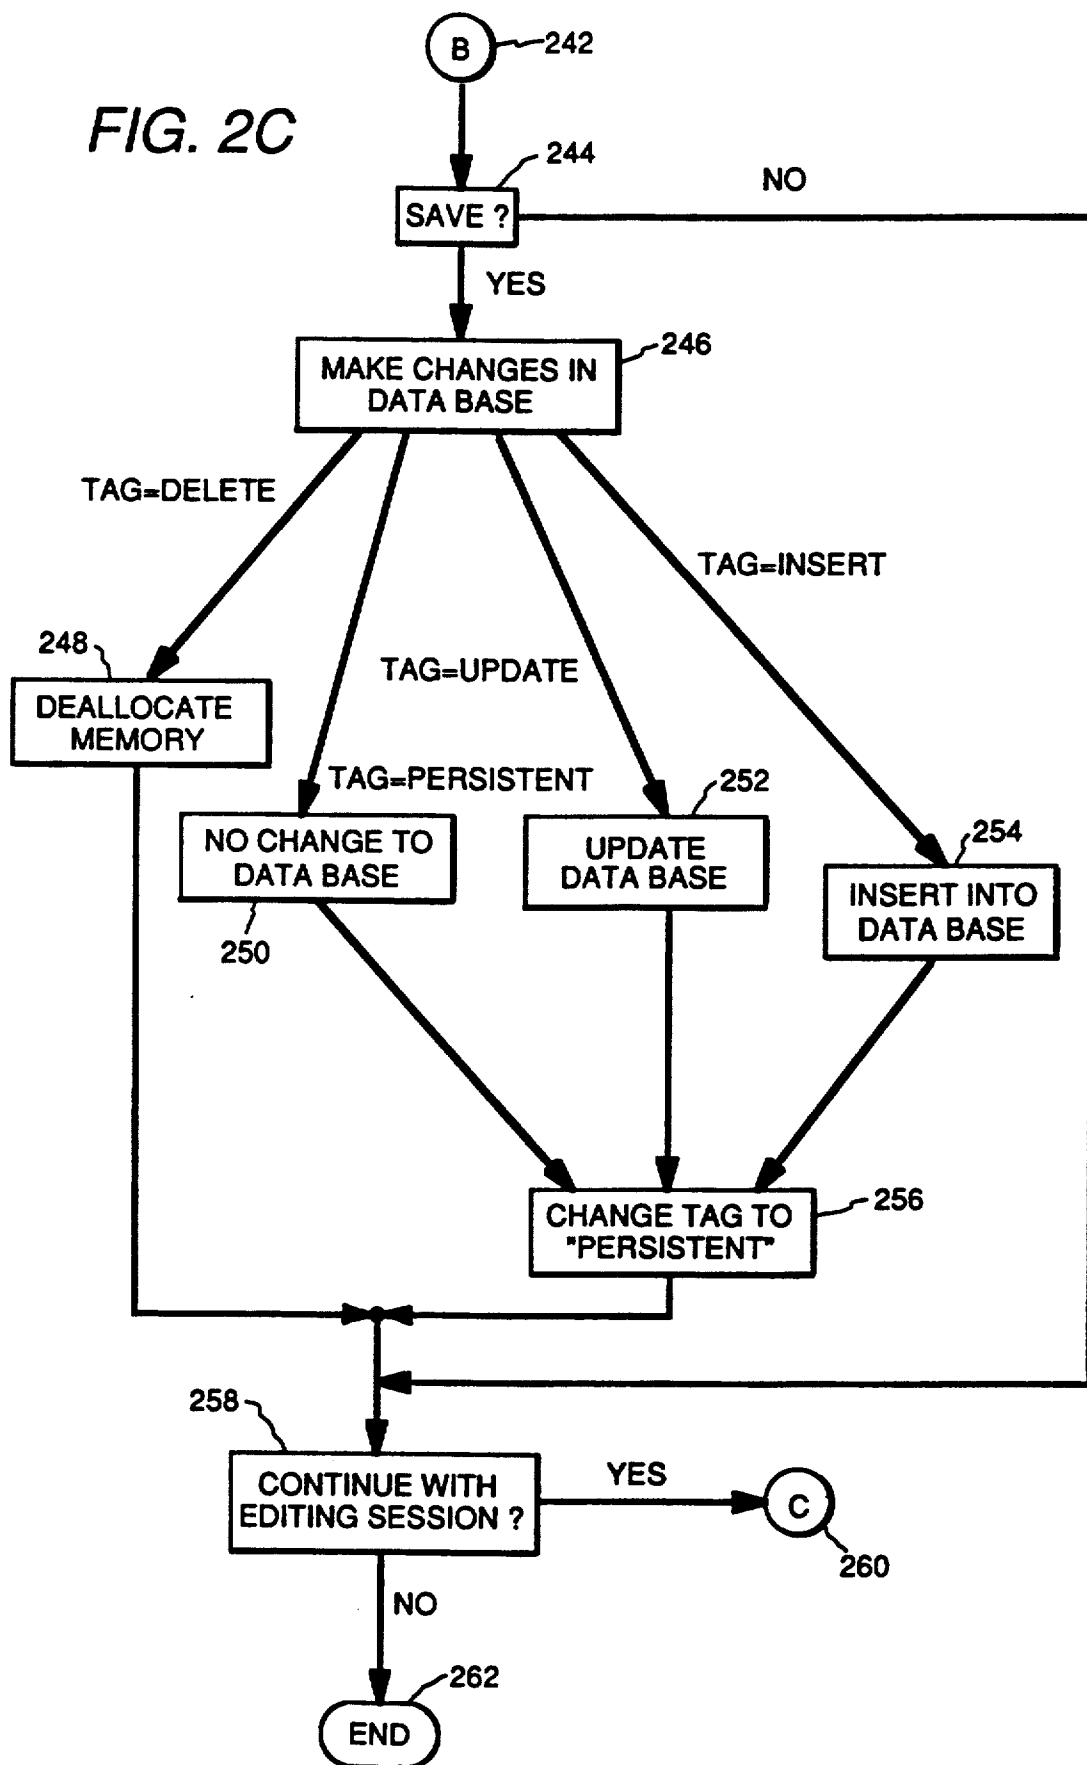 B
242
FIG. 2C
244
NO
SAVE ?
YES
246
MAKE CHANGES IN
DATA BASE
TAG=DELETE
TAG=INSERT
248
TAG=UPDATE
DEALLOCATE
MEMORY
TAG=PERSISTENT
252
NO CHANGE TO
DATA BASE
UPDATE
DATA BASE
254
INSERT INTO
DATA BASE
250
256
CHANGE TAG TO
"PERSISTENT"
258
CONTINUE WITH
EDITING SESSION ?
YES
C
260
NO
262
END